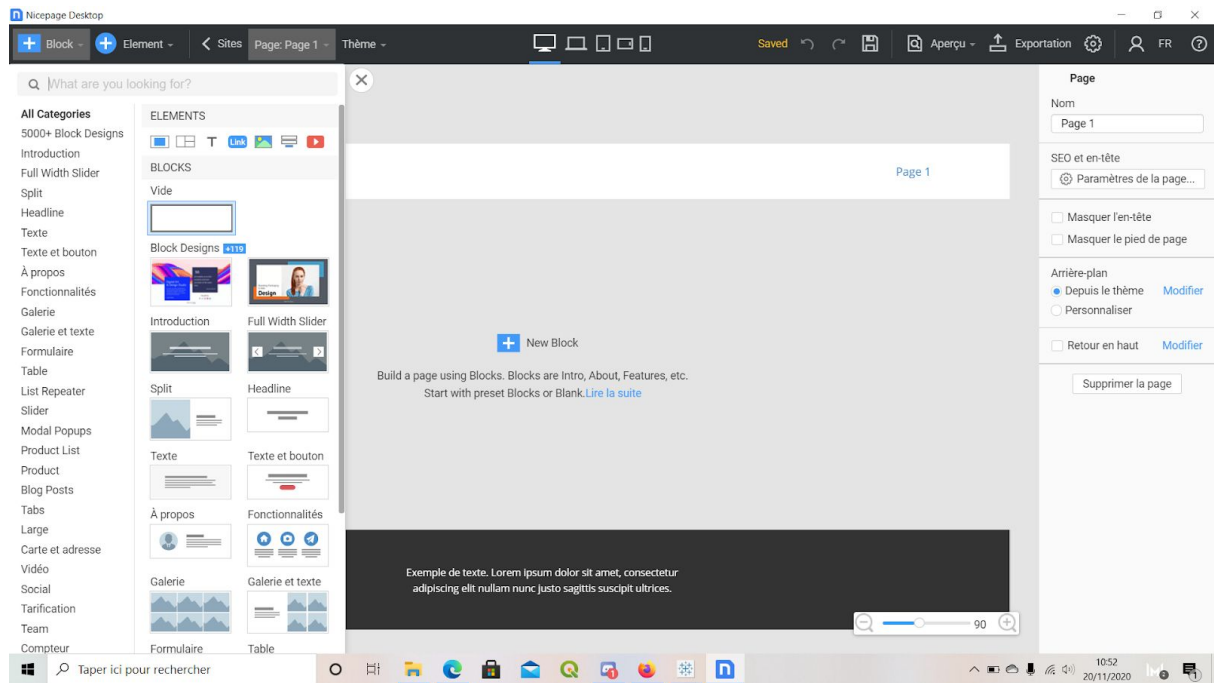 Nicepage Desktop
Block
Element
Sites
Page: Page 1
Thème
Saved
Aperçu
Exportation
FR
What are you looking for?
All Categories
5000+ Block Designs
Introduction
Full Width Slider
Split
Headline
Texte
Texte et bouton
À propos
Fonctionnalités
Galerie
Galerie et texte
Formulaire
Table
List Repeater
Slider
Modal Popups
Product List
Product
Blog Posts
Tabs
Large
Carte et adresse
Vidéo
Social
Tarification
Team
Compteur
ELEMENTS
T
Link
BLOCKS
Vide
Block Designs +119
Design
Introduction
Full Width Slider
Split
Headline
Texte
Texte et bouton
À propos
Fonctionnalités
Galerie
Galerie et texte
Formulaire
Table
Page 1
New Block
Build a page using Blocks. Blocks are Intro, About, Features, etc.
Start with preset Blocks or Blank.Lire la suite
Exemple de texte. Lorem ipsum dolor sit amet, consectetur
adipiscing elit nullam nunc justo sagittis suscipit ultrices.
90
Page
Nom
Page 1
SEO et en-tête
Paramètres de la page...
Masquer l'en-tête
Masquer le pied de page
Arrière-plan
Depuis le thème
Modifier
Personnaliser
Retour en haut
Modifier
Supprimer la page
Taper ici pour rechercher
10:52
20/11/2020